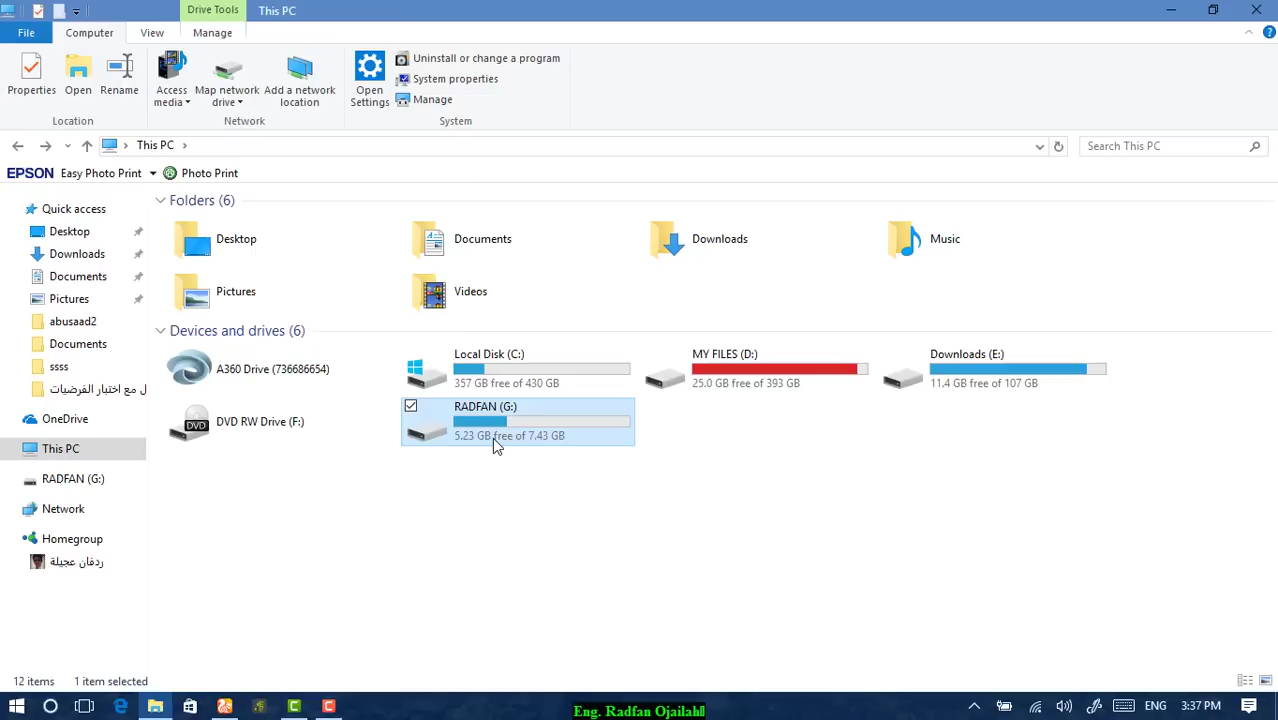 Drive Tools
This PC
File
Computer
View
Manage
Properties
Open
Rename
Access media
Map network drive
Add a network location
Open Settings
Uninstall or change a program
System properties
Manage
Location
Network
System
This PC
Search This PC
EPSON Easy Photo Print
Photo Print
Quick access
Desktop
Downloads
Documents
Pictures
abusaad2
Documents
ssss
ل مع اختبار الفرضيات
OneDrive
This PC
RADFAN (G:)
Network
Homegroup
ردفان عجيلة
Folders (6)
Desktop
Documents
Downloads
Music
Pictures
Videos
Devices and drives (6)
A360 Drive (736686654)
Local Disk (C:)
357 GB free of 430 GB
MY FILES (D:)
25.0 GB free of 393 GB
Downloads (E:)
11.4 GB free of 107 GB
DVD
DVD RW Drive (F:)
RADFAN (G:)
5.23 GB free of 7.43 GB
12 items
1 item selected
Eng. Radfan Ojailah
ENG
3:37 PM